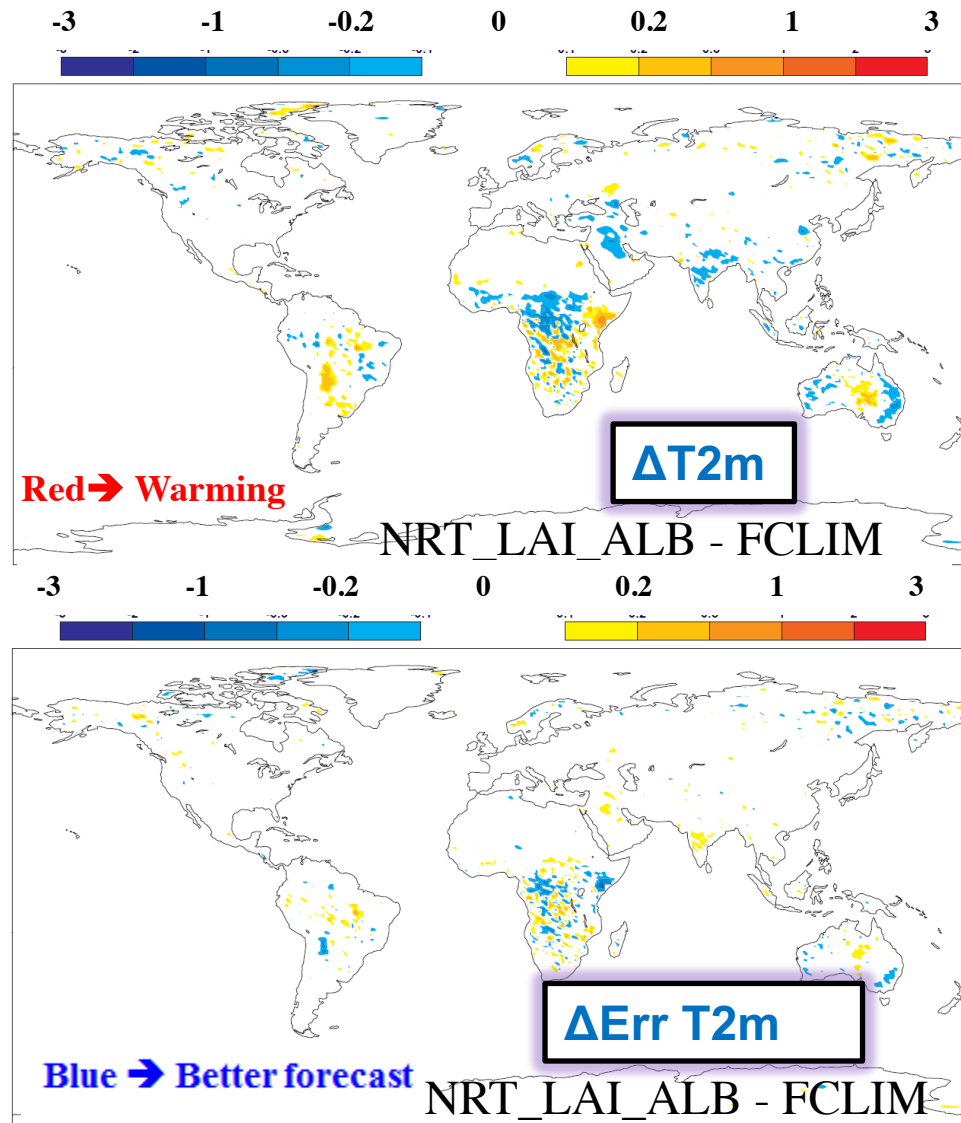 -3 -1 -0.2 0 0.2 1 3
ΔT2m
Red➔ Warming
NRT_LAI_ALB - FCLIM
-3 -1 -0.2 0 0.2 1 3
ΔErr T2m
Blue ➔ Better forecast
NRT_LAI_ALB - FCLIM